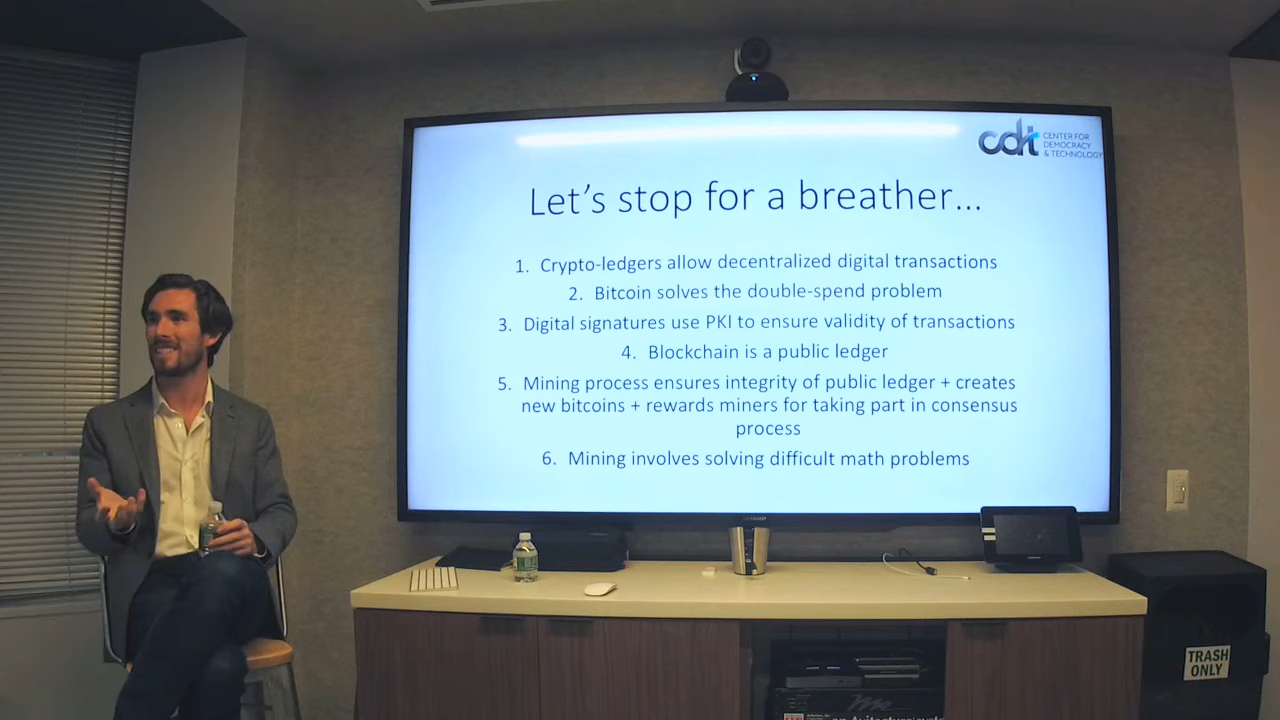 cdt CENTER FOR
DEMOCRACY
& TECHNOLOGY
Let's stop for a breather...
1. Crypto-ledgers allow decentralized digital transactions
2. Bitcoin solves the double-spend problem
3. Digital signatures use PKI to ensure validity of transactions
4. Blockchain is a public ledger
5. Mining process ensures integrity of public ledger + creates
new bitcoins + rewards miners for taking part in consensus
process
6. Mining involves solving difficult math problems
SHARP
TRASH
ONLY